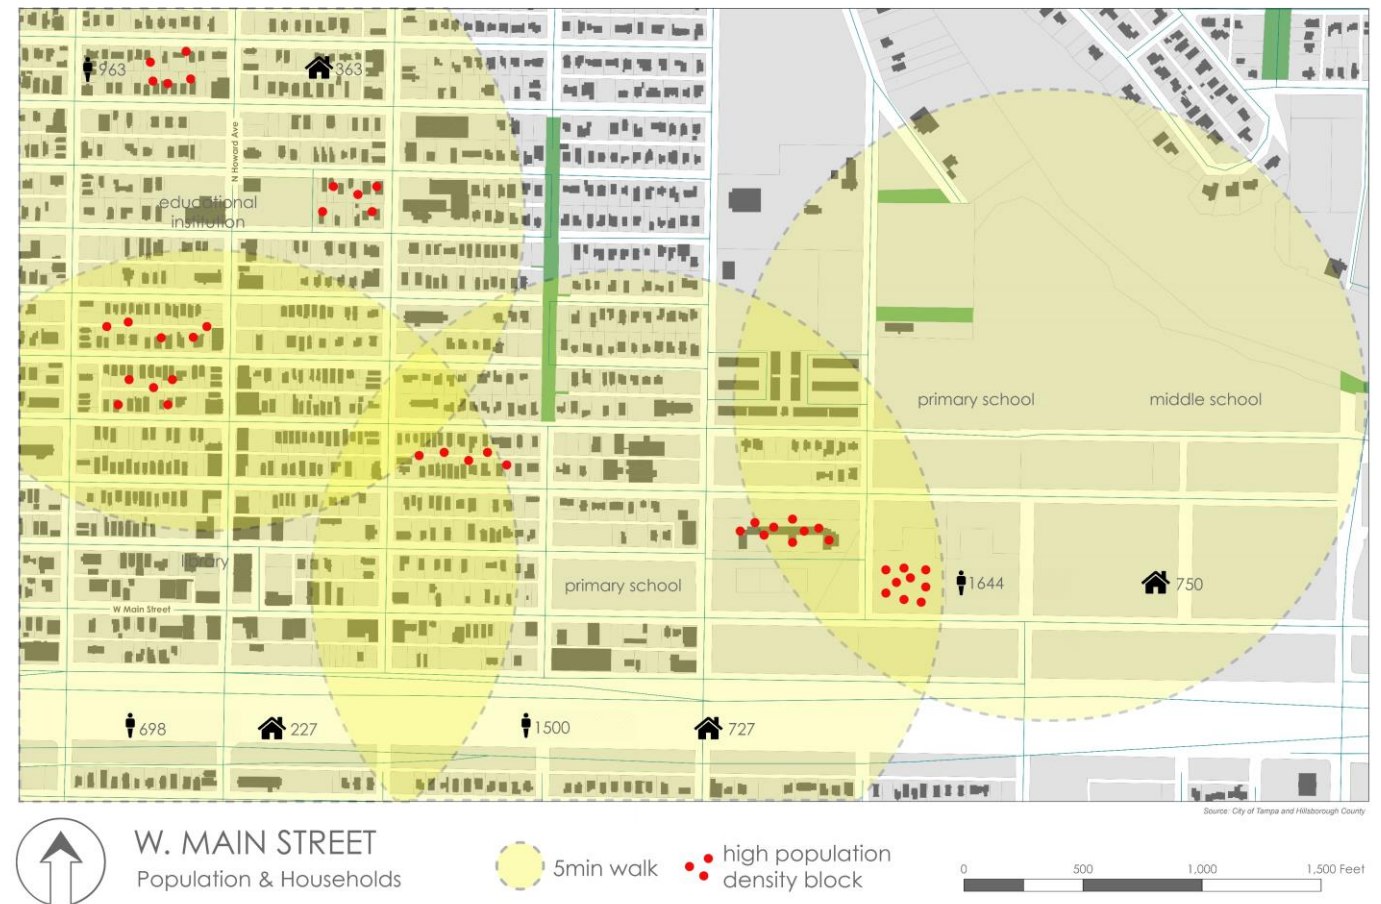 963
363
N Howard Ave
educational
institution
primary school
middle school
library
primary school
1644
750
W Main Street
698
227
1500
727
Source: City of Tampa and Hillsborough County
W. MAIN STREET
Population & Households
5min walk
high population
density block
0
500
1,000
1,500 Feet